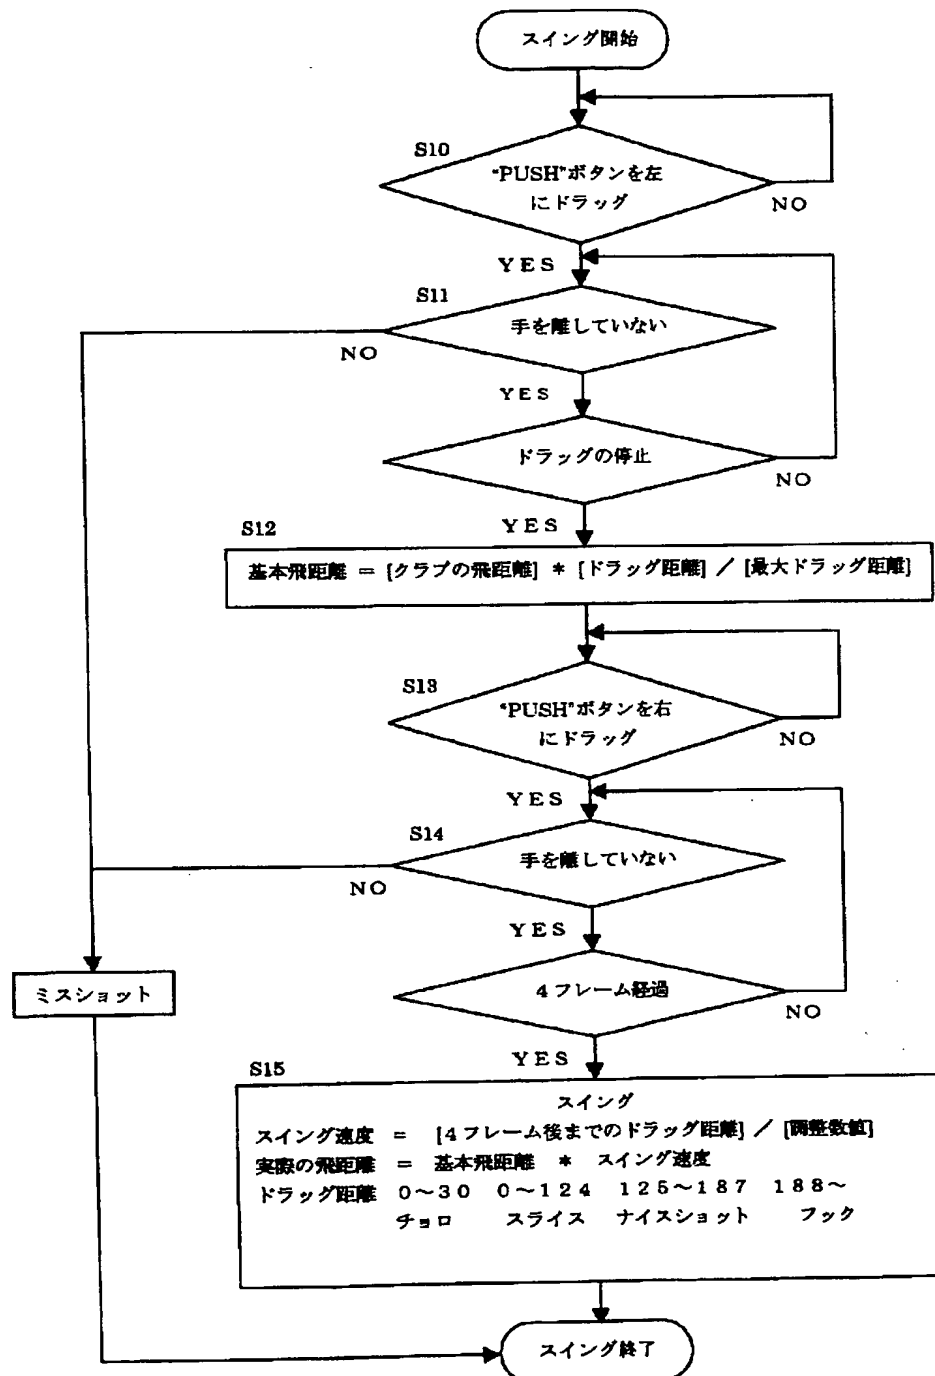 スイング開始
S10
"PUSH"ボタンを左
にドラッグ
NO
YES
S11
手を離していない
NO
YES
ドラッグの停止
NO
YES
S12
基本飛距離 = [クラブの飛距離] * [ドラッグ距離] / [最大ドラッグ距離]
S13
"PUSH"ボタンを右
にドラッグ
NO
YES
S14
手を離していない
NO
YES
ミスショット
4フレーム経過
NO
YES
S15
スイング
スイング速度 = [4フレーム後までのドラッグ距離] / [調整数値]
実際の飛距離 = 基本飛距離 * スイング速度
ドラッグ距離 0~30 0~124 125~187 188~
チョロ スライス ナイスショット フック
スイング終了